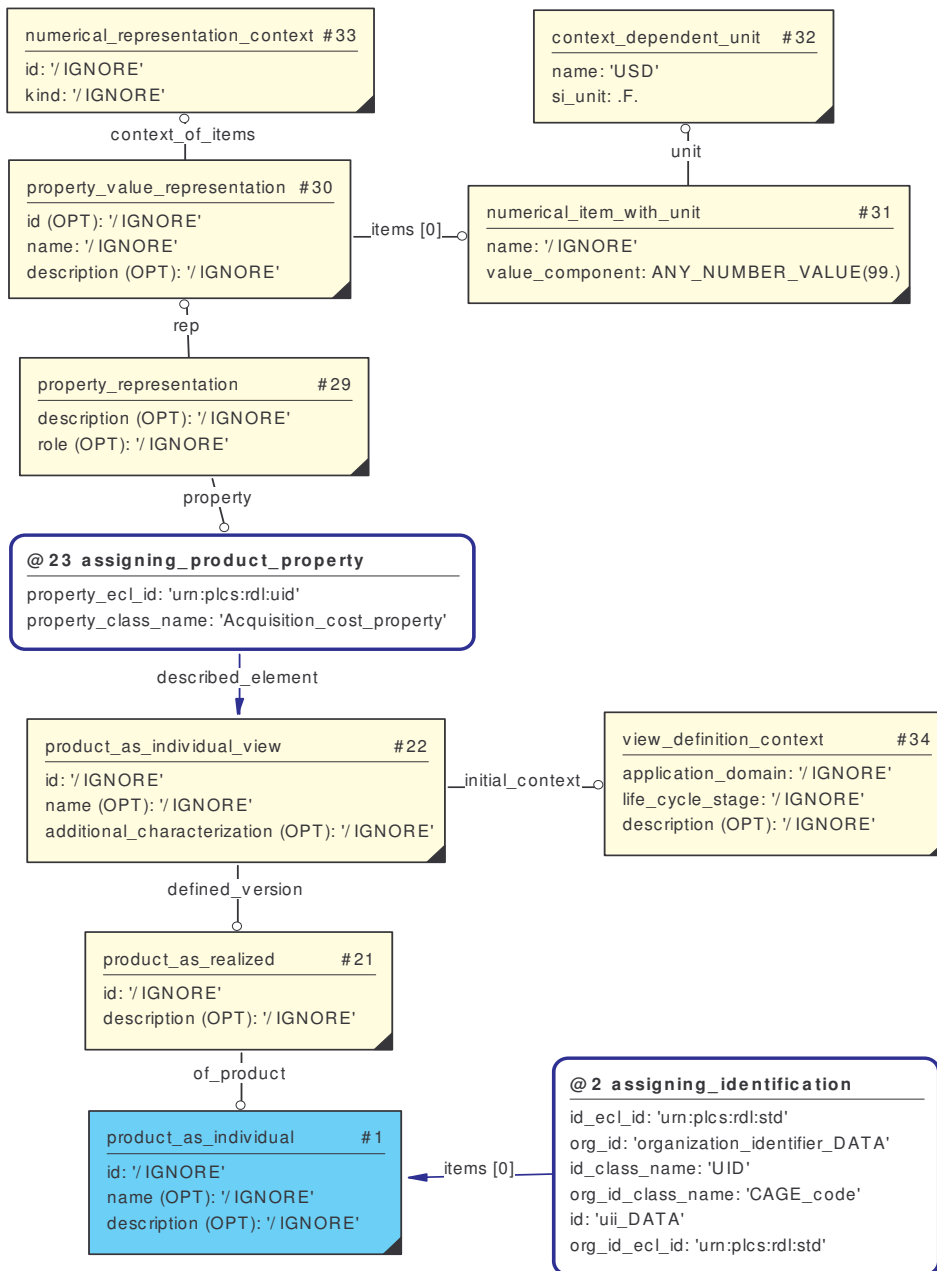 numerical_representation_context #33
id: '/IGNORE'
kind: '/IGNORE'
context_dependent_unit #32
name: 'USD'
si_unit: .F.
context_of_items
unit
property_value_representation #30
id (OPT): '/IGNORE'
name: '/IGNORE'
description (OPT): '/IGNORE'
items [0]
numerical_item_with_unit #31
name: '/IGNORE'
value_component: ANY_NUMBER_VALUE(99.)
rep
property_representation #29
description (OPT): '/IGNORE'
role (OPT): '/IGNORE'
property
@23 assigning_product_property
property_ecl_id: 'urn:plcs:rdl:uid'
property_class_name: 'Acquisition_cost_property'
described_element
product_as_individual_view #22
id: '/IGNORE'
name (OPT): '/IGNORE'
additional_characterization (OPT): '/IGNORE'
initial_context
view_definition_context #34
application_domain: '/IGNORE'
life_cycle_stage: '/IGNORE'
description (OPT): '/IGNORE'
defined_version
product_as_realized #21
id: '/IGNORE'
description (OPT): '/IGNORE'
of_product
product_as_individual #1
id: '/IGNORE'
name (OPT): '/IGNORE'
description (OPT): '/IGNORE'
items [0]
@2 assigning_identification
id_ecl_id: 'urn:plcs:rdl:std'
org_id: 'organization_identifier_DATA'
id_class_name: 'UID'
org_id_class_name: 'CAGE_code'
id: 'uii_DATA'
org_id_ecl_id: 'urn:plcs:rdl:std'